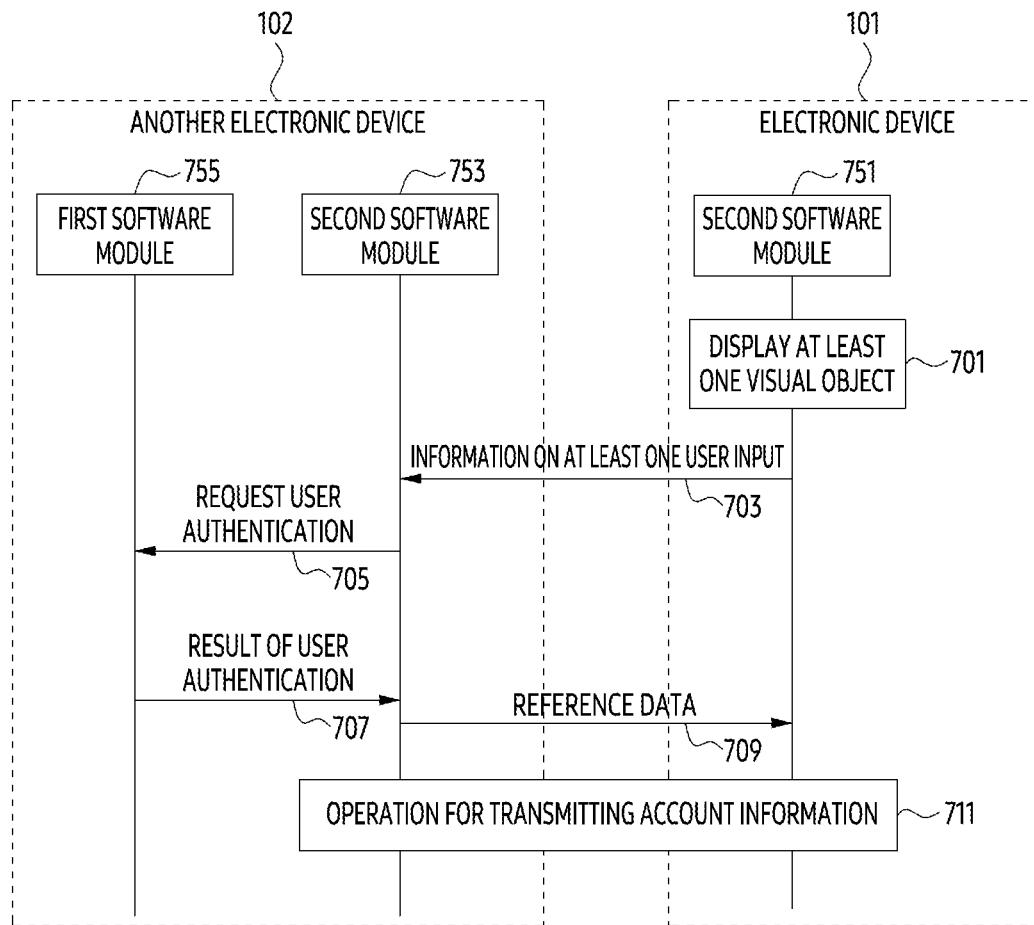 102
101
ANOTHER ELECTRONIC DEVICE
ELECTRONIC DEVICE
755
753
751
FIRST SOFTWARE
MODULE
SECOND SOFTWARE
MODULE
SECOND SOFTWARE
MODULE
DISPLAY AT LEAST
ONE VISUAL OBJECT
701
INFORMATION ON AT LEAST ONE USER INPUT
703
REQUEST USER
AUTHENTICATION
705
RESULT OF USER
AUTHENTICATION
707
REFERENCE DATA
709
OPERATION FOR TRANSMITTING ACCOUNT INFORMATION
711